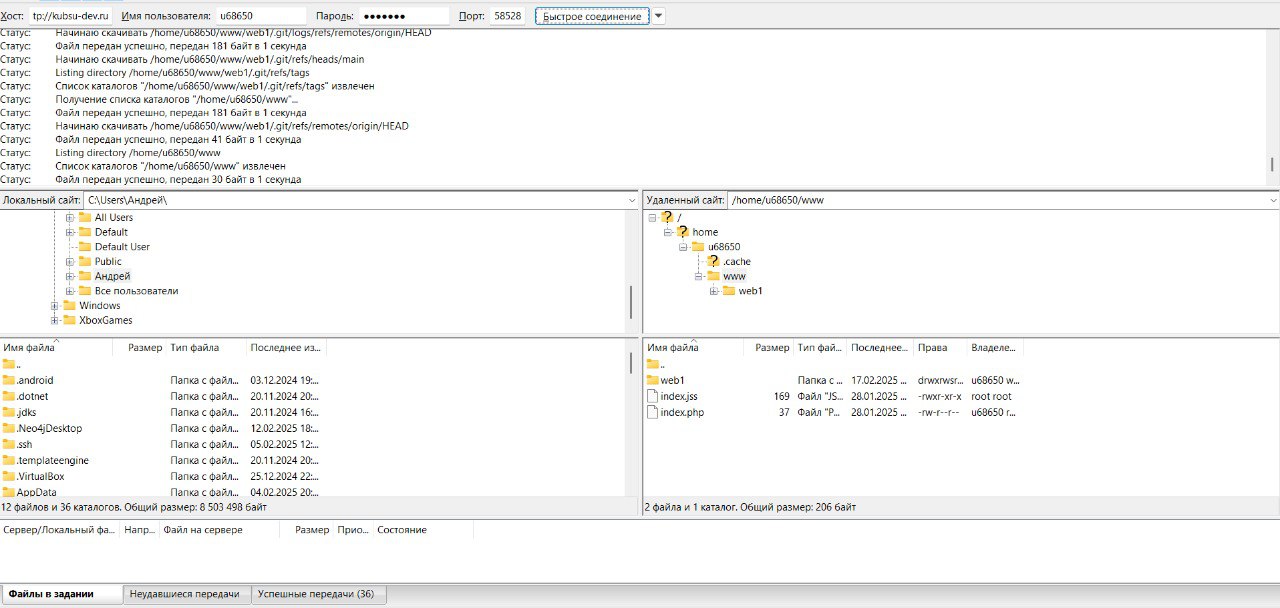 Хост: tp://kubsu-dev.ru Имя пользователя: u68650 Пароль: ●●●●●●● Порт: 58528 Быстрое соединение
Статус: Начинаю скачивать /home/u68650/www/web1/.git/logs/refs/remotes/origin/HEAD
Статус: Файл передан успешно, передан 181 байт в 1 секунда
Статус: Начинаю скачивать /home/u68650/www/web1/.git/refs/heads/main
Статус: Listing directory /home/u68650/www/web1/.git/refs/tags
Статус: Список каталогов "/home/u68650/www/web1/.git/refs/tags" извлечен
Статус: Получение списка каталогов "/home/u68650/www"...
Статус: Файл передан успешно, передан 181 байт в 1 секунда
Статус: Начинаю скачивать /home/u68650/www/web1/.git/refs/remotes/origin/HEAD
Статус: Файл передан успешно, передан 41 байт в 1 секунда
Статус: Listing directory /home/u68650/www
Статус: Список каталогов "/home/u68650/www" извлечен
Статус: Файл передан успешно, передан 30 байт в 1 секунда
Локальный сайт: C:\Users\Андрей\
All Users
Default
Default User
Public
Андрей
Все пользователи
Windows
XboxGames
Имя файла Размер Тип файла Последнее из...
..
.android Папка с файл... 03.12.2024 19:...
.dotnet Папка с файл... 20.11.2024 20:...
.jdks Папка с файл... 20.11.2024 16:...
.Neo4jDesktop Папка с файл... 12.02.2025 18:...
.ssh Папка с файл... 05.02.2025 12:...
.templateengine Папка с файл... 20.11.2024 20:...
.VirtualBox Папка с файл... 25.12.2024 22:...
AppData Папка с файл... 04.02.2025 20:...
12 файлов и 36 каталогов. Общий размер: 8 503 498 байт
Удаленный сайт: /home/u68650/www
/
home
u68650
.cache
www
web1
Имя файла Размер Тип фай... Последнее... Права Владеле...
..
web1 Папка с ... 17.02.2025 ... drwxrwsr... u68650 w...
index.jss 169 Файл "JS... 28.01.2025 ... -rwxr-xr-x root root
index.php 37 Файл "P... 28.01.2025 ... -rw-r--r-- u68650 r...
2 файла и 1 каталог. Общий размер: 206 байт
Сервер/Локальный фа... Напр... Файл на сервере Размер Прио... Состояние
Файлы в задании Неудавшиеся передачи Успешные передачи (36)